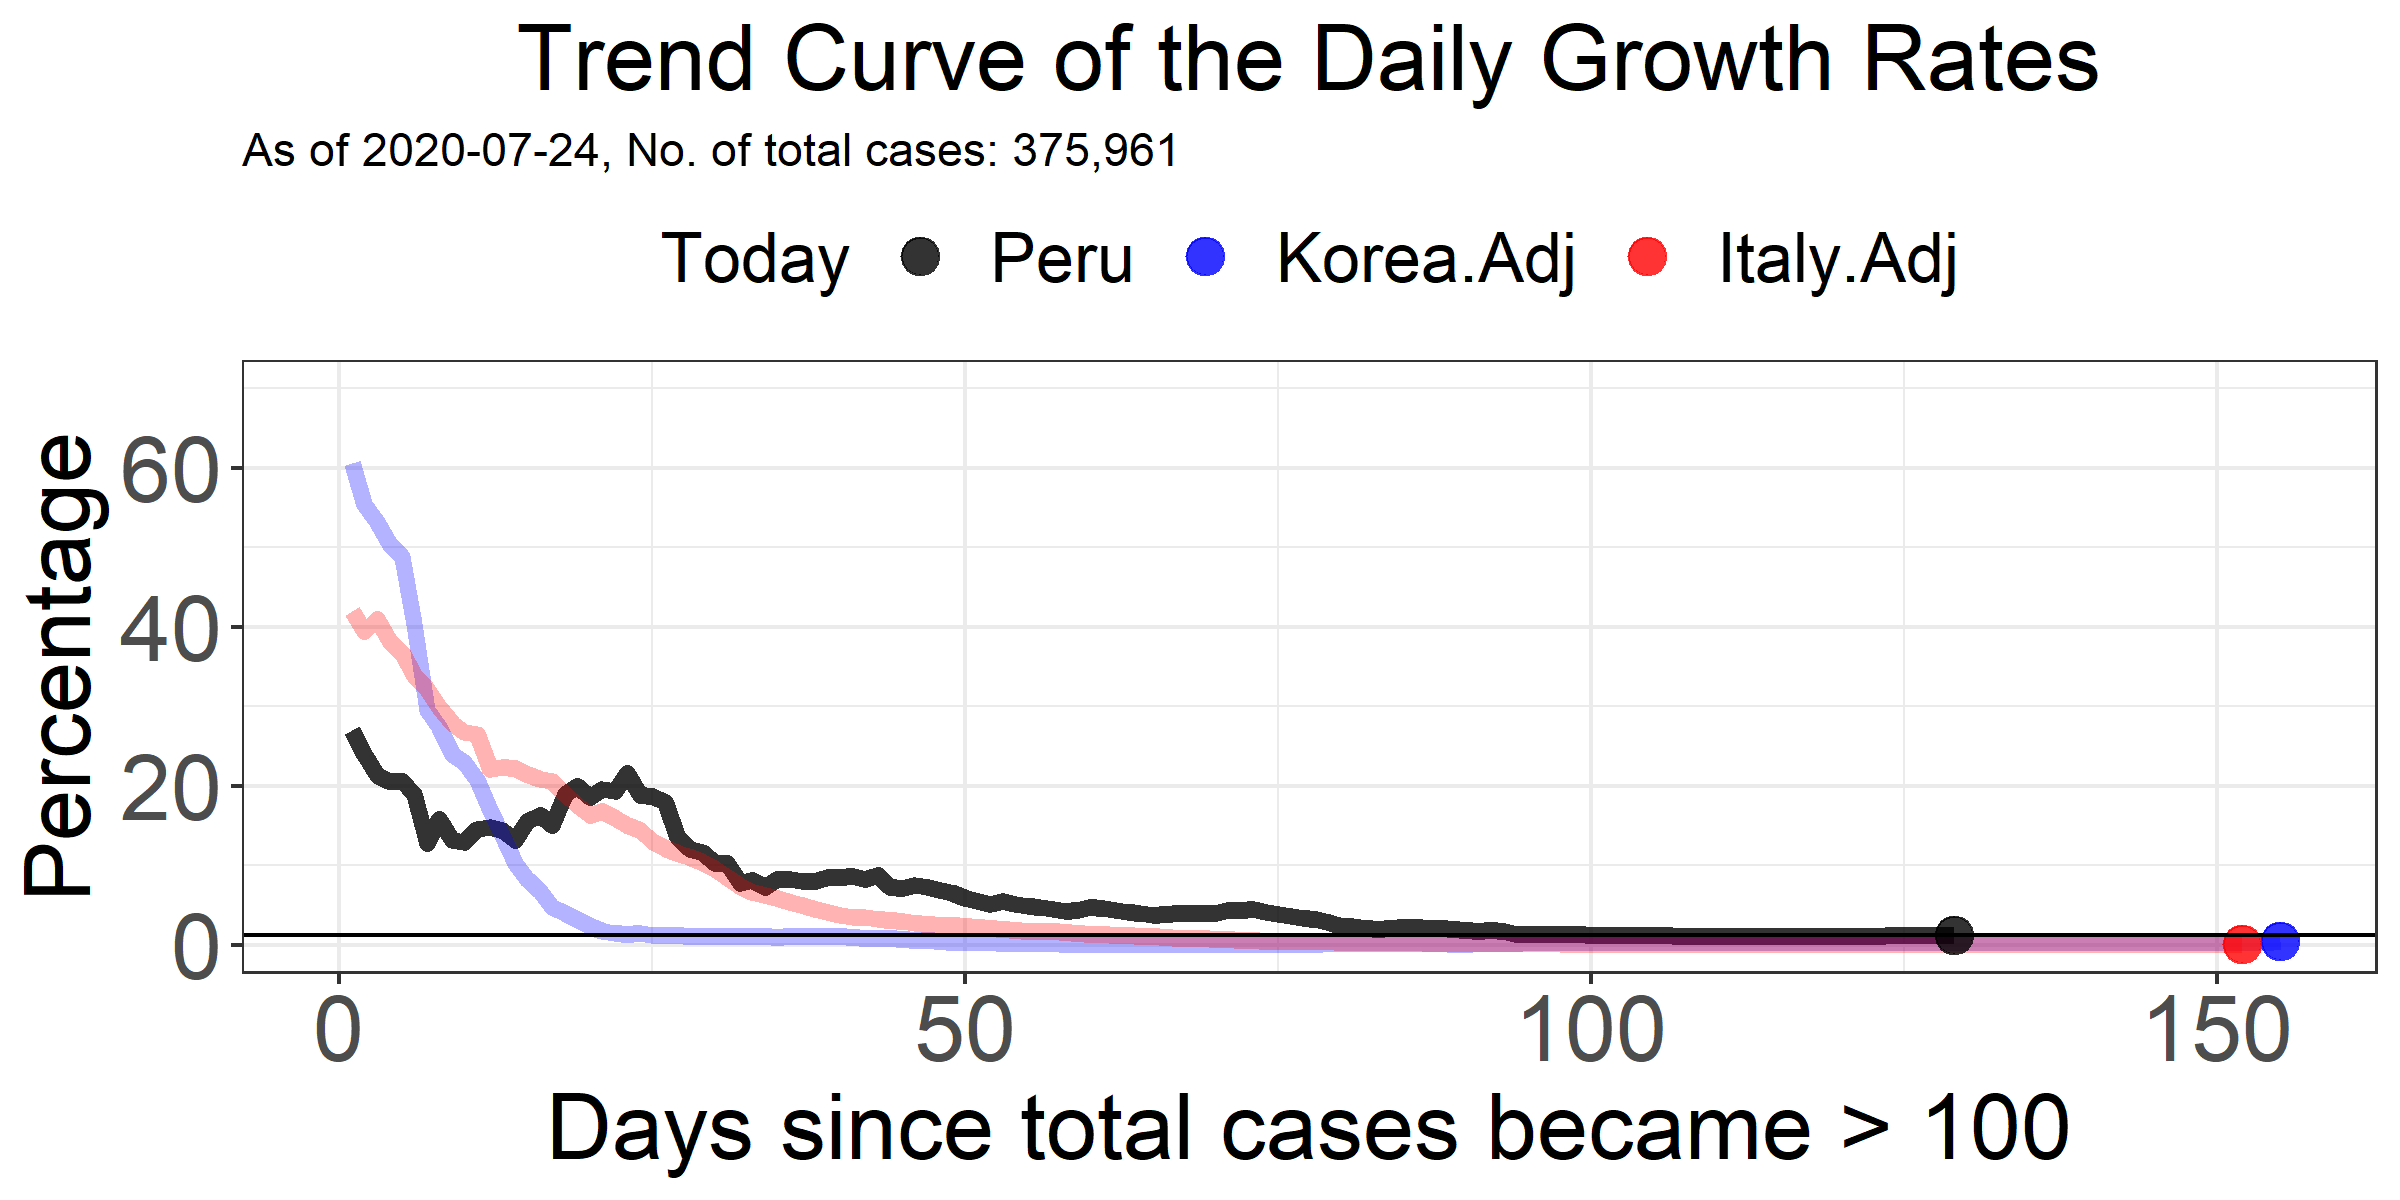 Trend Curve of the Daily Growth Rates
As of 2020-07-24, No. of total cases: 375,961
Today Peru Korea.Adj Italy.Adj
Percentage
60
40
20
0
0 50 100 150
Days since total cases became > 100